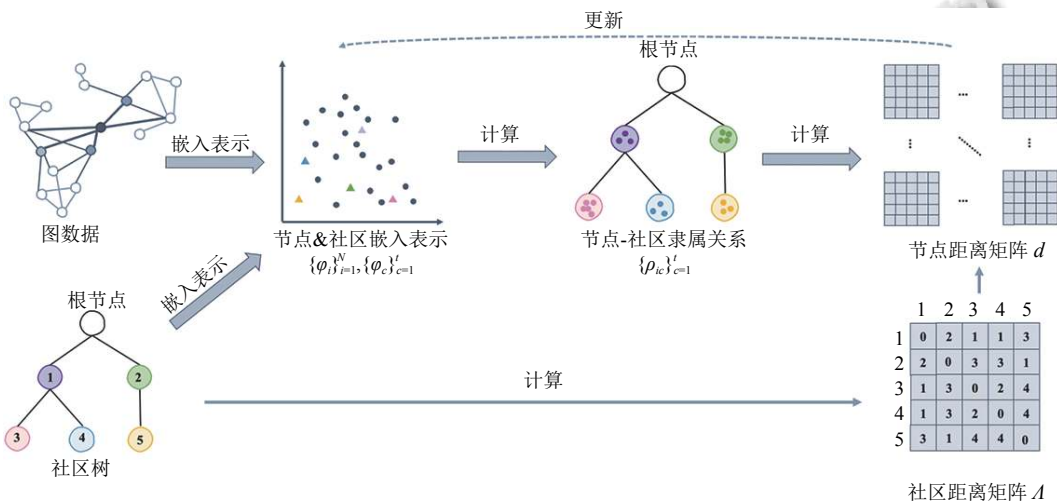 更新
根节点
嵌入表示
计算
计算
图数据
节点&社区嵌入表示
{φᵢ}ᴺᵢ₌₁,{φ_c}ᵗ_c₌₁
节点-社区隶属关系
{ρ_ic}ᵗ_c₌₁
节点距离矩阵 d
嵌入表示
根节点
1 2
3 4 5
社区树
计算
1 2 3 4 5
1 0 2 1 1 3
2 2 0 3 3 1
3 1 3 0 2 4
4 1 3 2 0 4
5 3 1 4 4 0
社区距离矩阵 Λ